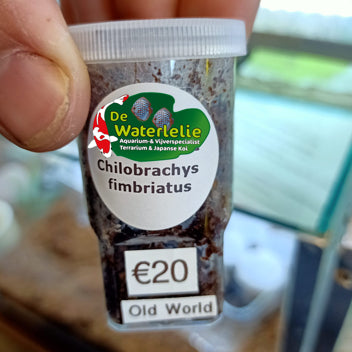 De
Waterlelie
Aquarium- & Vijverspecialist
Terrarium & Japanse Koi
Chilobrachys
fimbriatus
€20
Old World